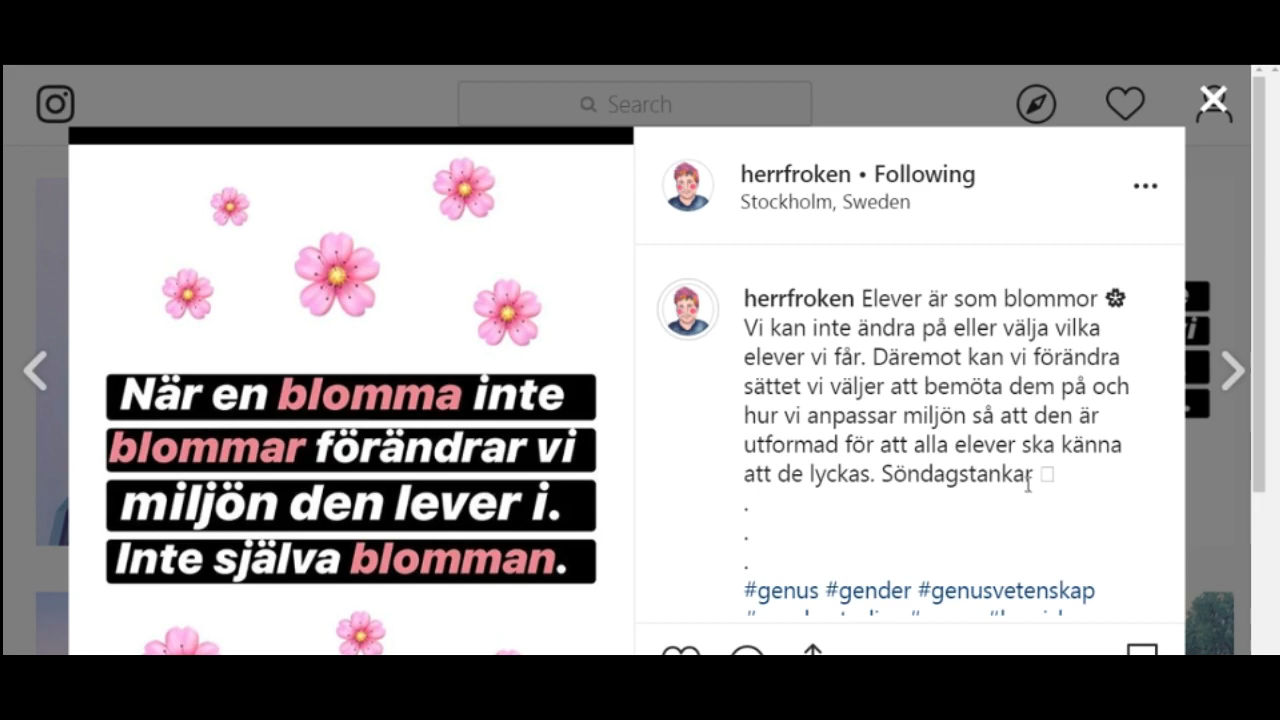 Search
herrfroken • Following
Stockholm, Sweden
När en blomma inte
blommar förändrar vi
miljön den lever i.
Inte själva blomman.
herrfroken Elever är som blommor
Vi kan inte ändra på eller välja vilka
elever vi får. Däremot kan vi förändra
sättet vi väljer att bemöta dem på och
hur vi anpassar miljön så att den är
utformad för att alla elever ska känna
att de lyckas. Söndagstankar
.
.
.
#genus #gender #genusvetenskap